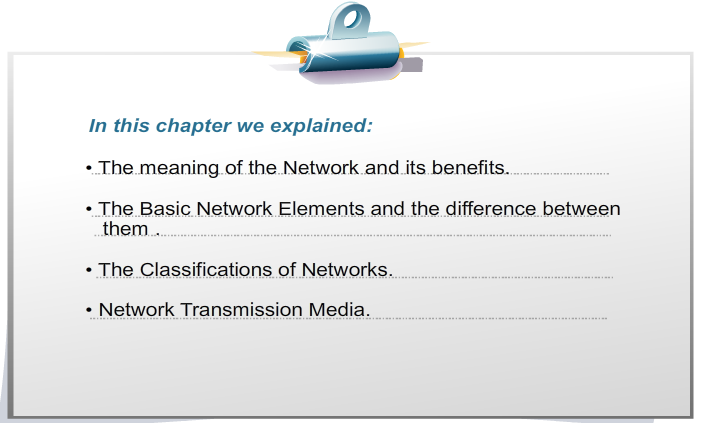 In this chapter we explained:
• The meaning of the Network and its benefits.
• The Basic Network Elements and the difference between
them .
• The Classifications of Networks.
• Network Transmission Media.